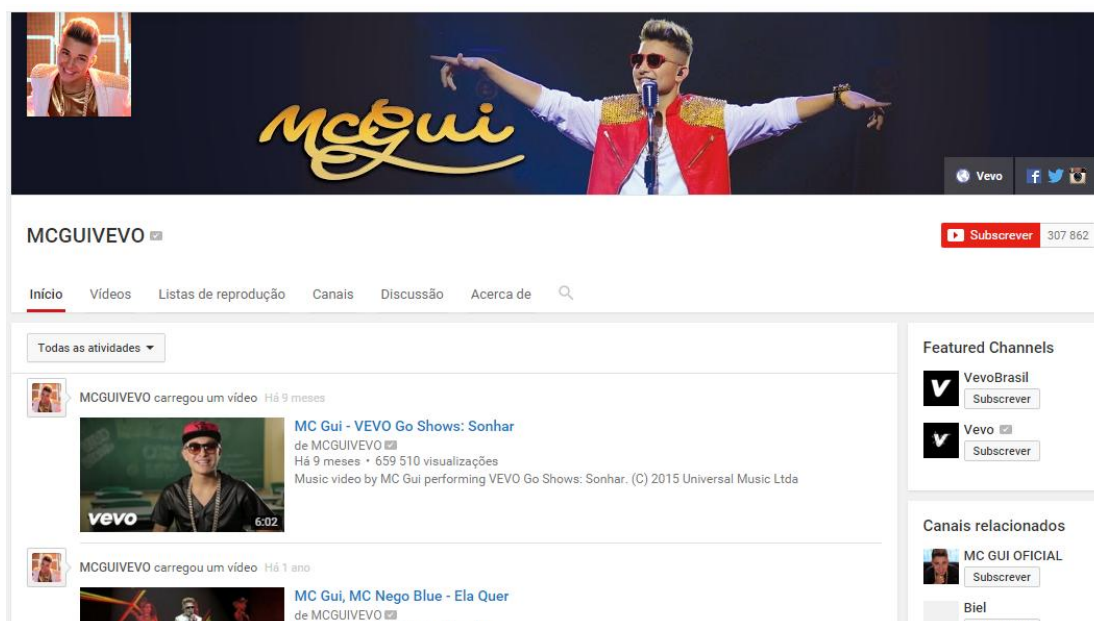 MCGui
Vevo
MCGUIVEVO
Subscrever 307 862
Início Vídeos Listas de reprodução Canais Discussão Acerca de
Todas as atividades
MCGUIVEVO carregou um vídeo Há 9 meses
MC Gui - VEVO Go Shows: Sonhar
de MCGUIVEVO
Há 9 meses • 659 510 visualizações
Music video by MC Gui performing VEVO Go Shows: Sonhar. (C) 2015 Universal Music Ltda
vevo
6:02
MCGUIVEVO carregou um vídeo Há 1 ano
MC Gui, MC Nego Blue - Ela Quer
de MCGUIVEVO
Featured Channels
VevoBrasil
Subscrever
Vevo
Subscrever
Canais relacionados
MC GUI OFICIAL
Subscrever
Biel